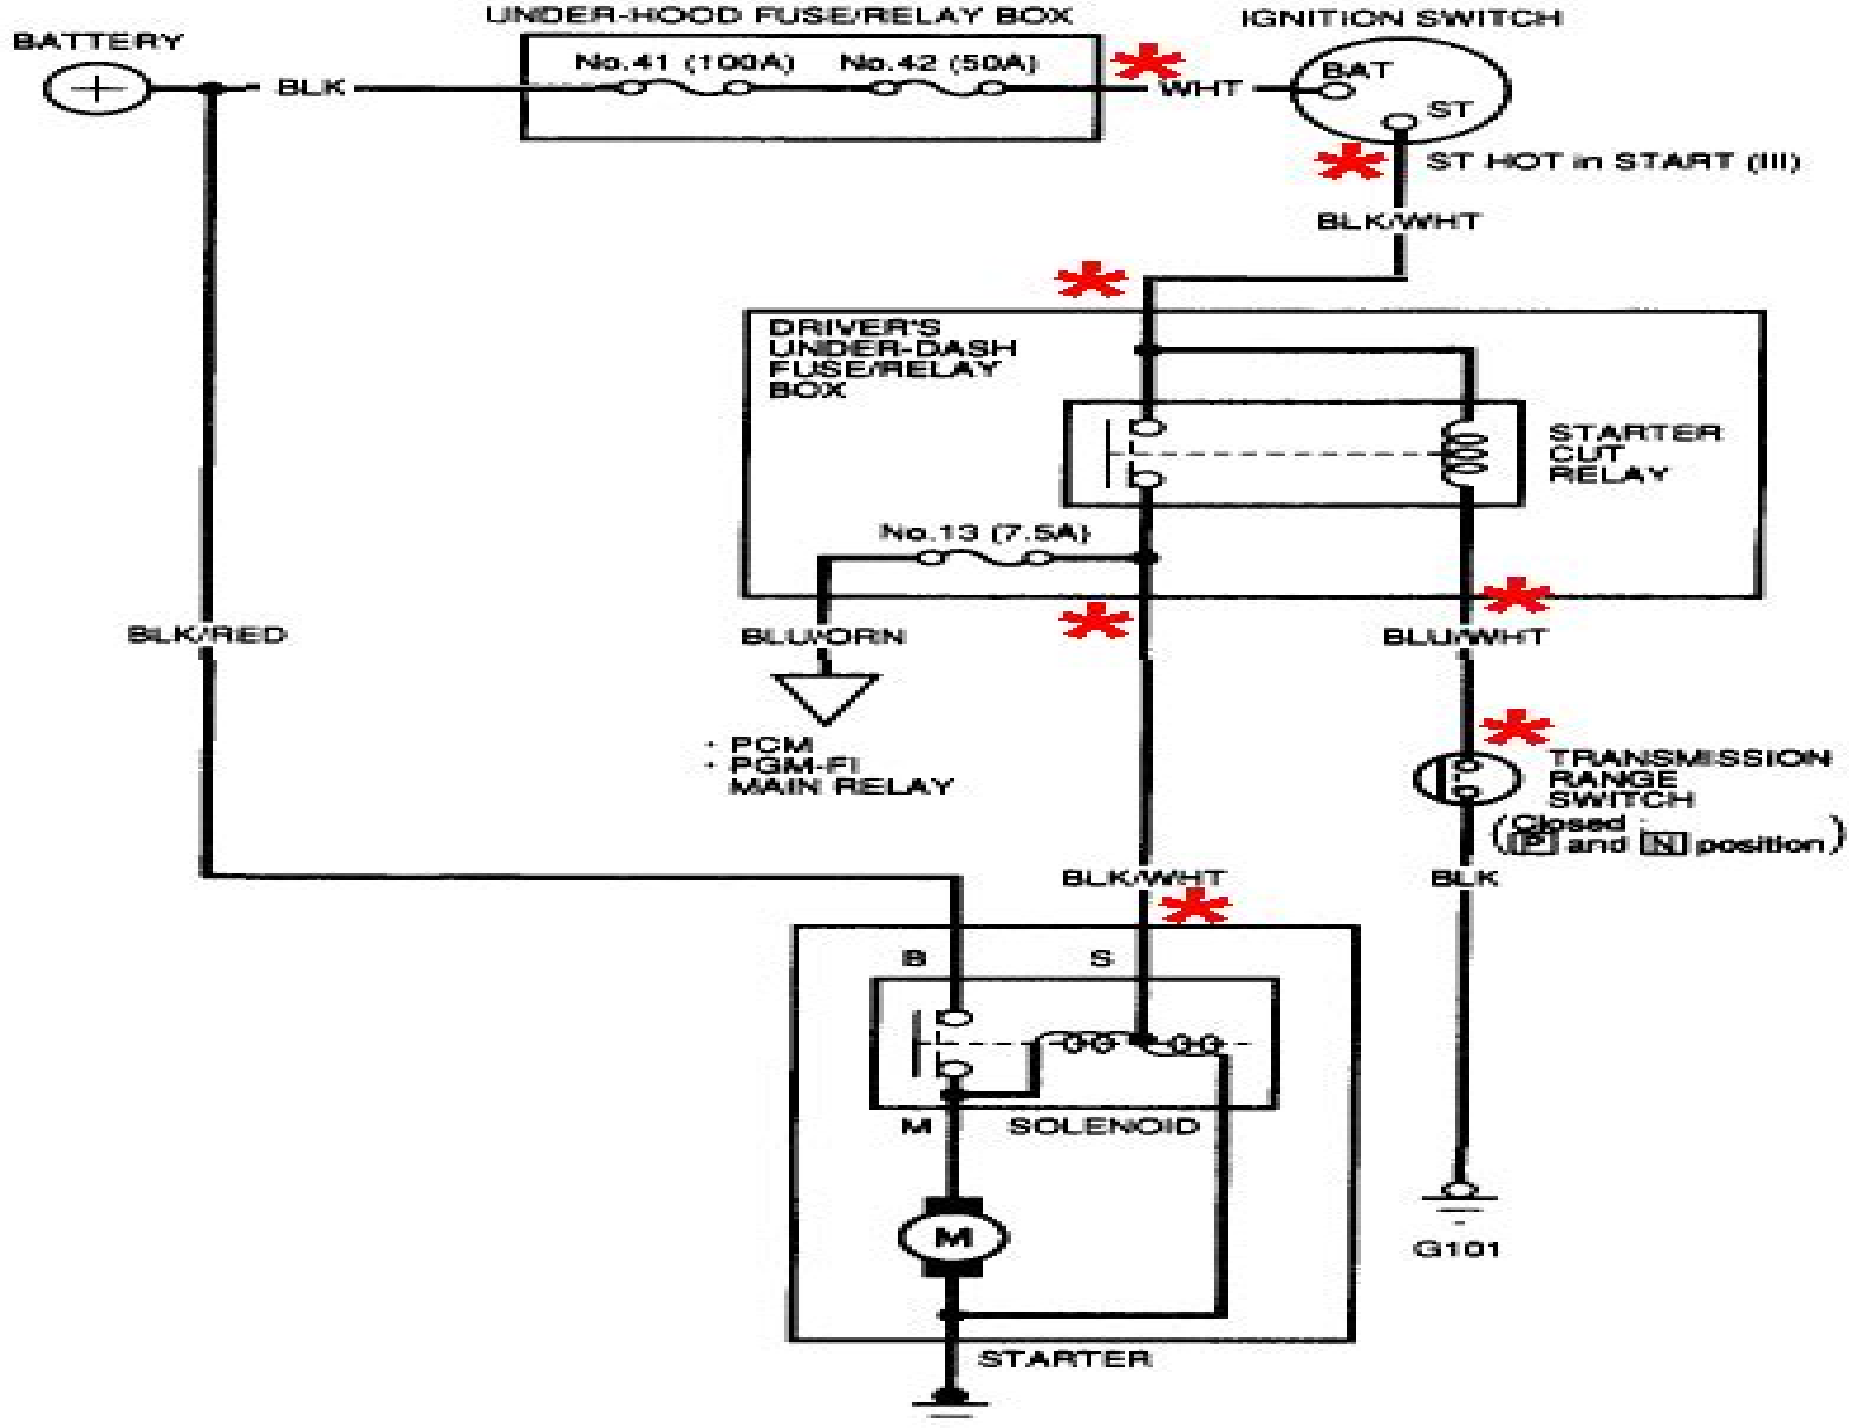 UNDER-HOOD FUSE/RELAY BOX
IGNITION SWITCH
BATTERY
No.41 (100A)
No.42 (50A)
BAT
BLK
WHT
ST
ST HOT in START (III)
BLK/WHT
DRIVER'S
UNDER-DASH
FUSE/RELAY
BOX
STARTER
CUT
RELAY
No.13 (7.5A)
BLK/RED
BLU/ORN
BLU/WHT
· PCM
· PGM-FI
MAIN RELAY
TRANSMISSION
RANGE
SWITCH
(Closed :
P and N position)
BLK/WHT
BLK
B
S
M
SOLENOID
M
G101
STARTER